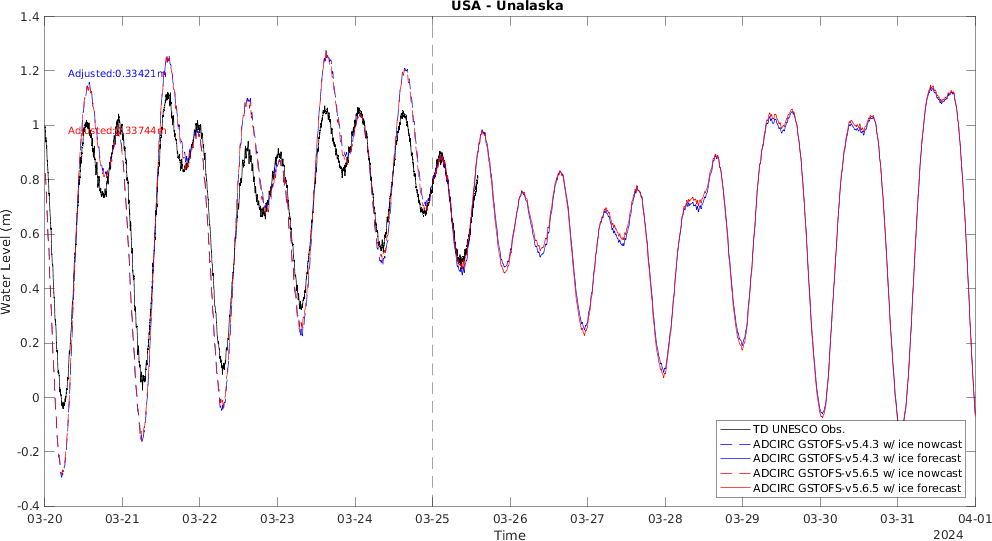 USA - Unalaska
1.4
1.2
1
0.8
0.6
0.4
0.2
0
-0.2
-0.4
Water Level (m)
Adjusted:0.33421m
Adjusted:0.33744m
TD UNESCO Obs.
ADCIRC GSTOFS-v5.4.3 w/ ice nowcast
ADCIRC GSTOFS-v5.4.3 w/ ice forecast
ADCIRC GSTOFS-v5.6.5 w/ ice nowcast
ADCIRC GSTOFS-v5.6.5 w/ ice forecast
03-20 03-21 03-22 03-23 03-24 03-25 03-26 03-27 03-28 03-29 03-30 03-31 04-01
Time
2024